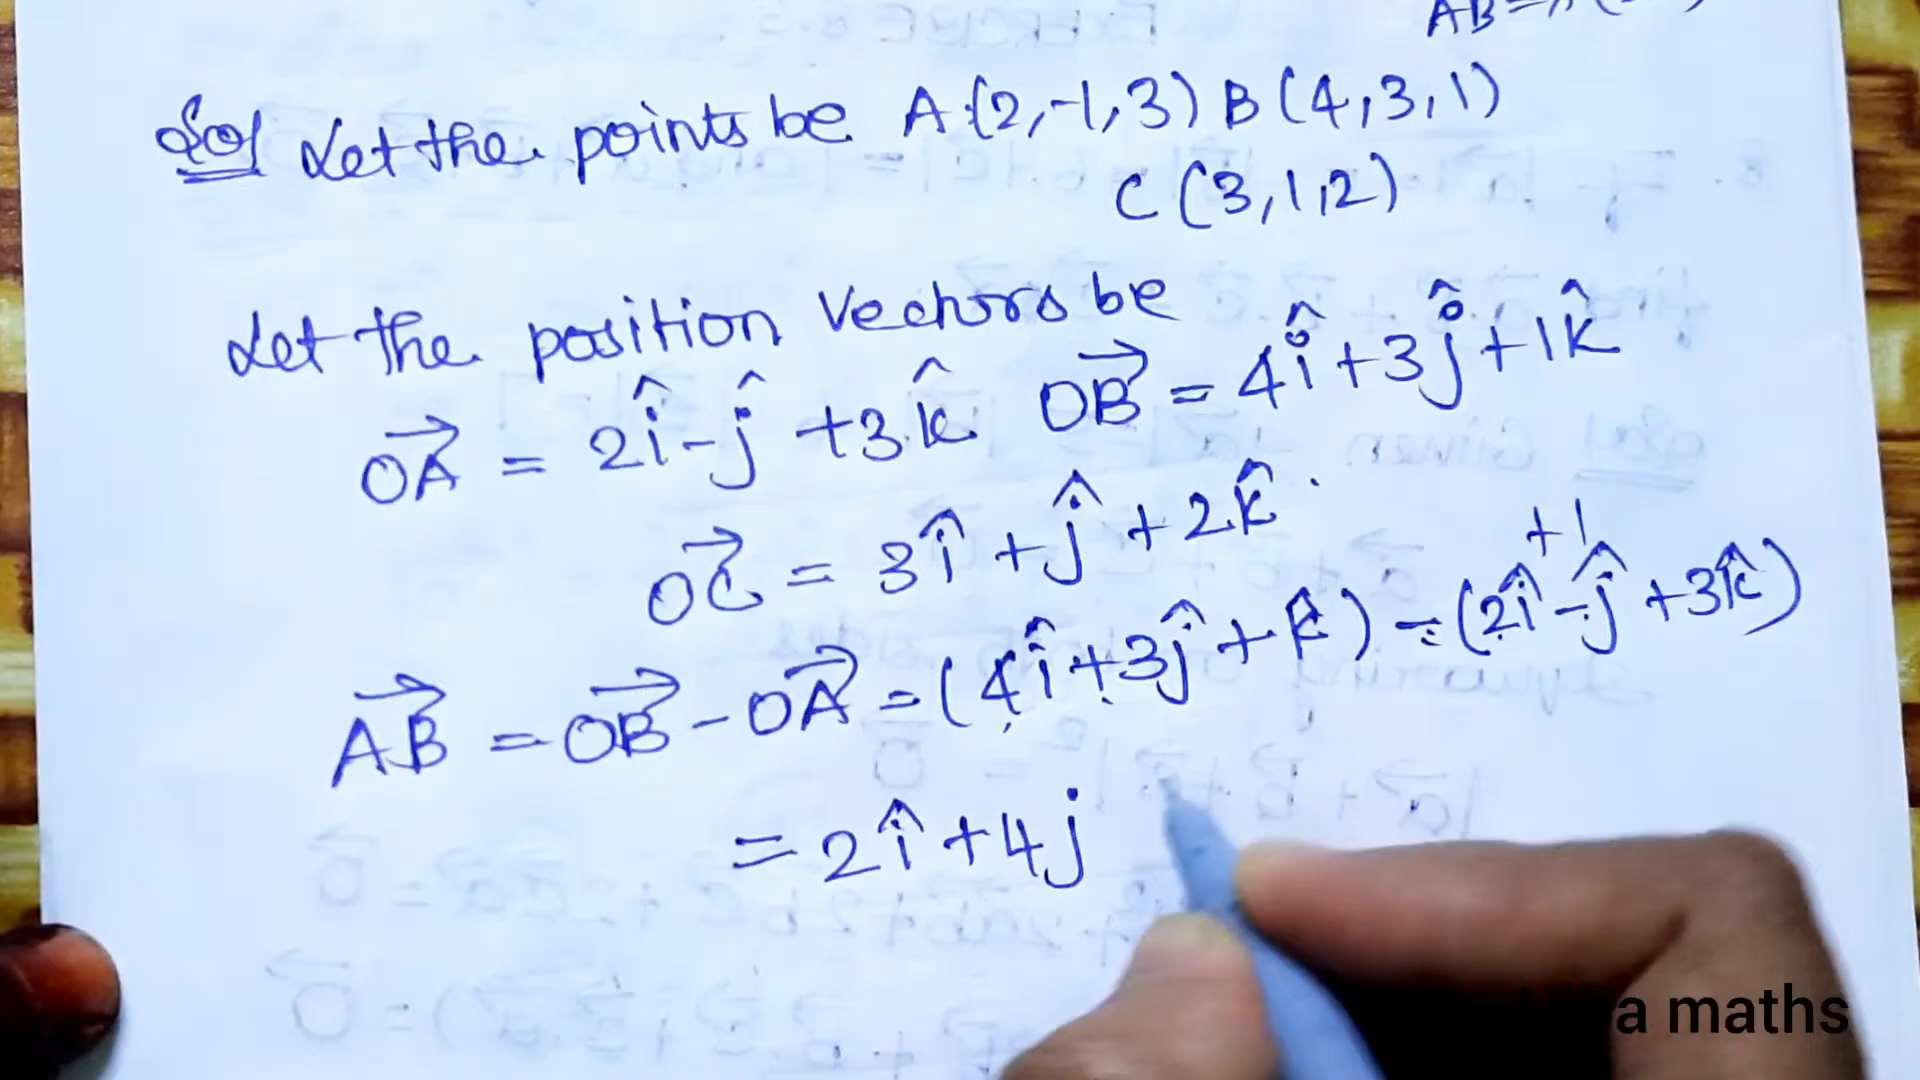 Sol Let the points be A(2,-1,3) B(4,3,1)
C(3,1,2)
Let the position vectors be
OA⃗ = 2î-ĵ+3k̂ OB⃗ = 4î+3ĵ+1k̂
OC⃗ = 3î+ĵ+2k̂.
+1
AB⃗ = OB⃗ - OA⃗ = (4î+3ĵ+k̂) - (2î-ĵ+3k̂)
= 2î+4j
a maths